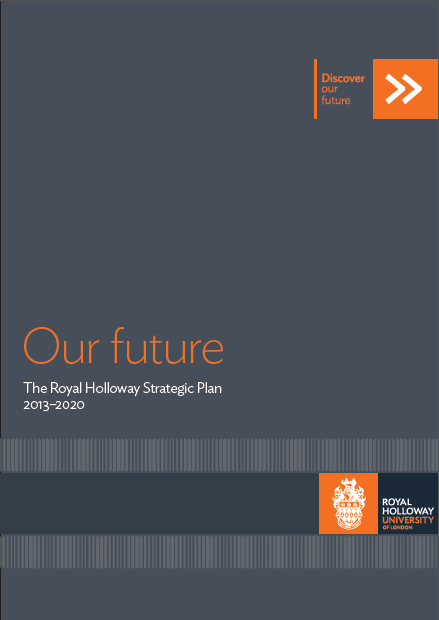 Discover
our
future
Our future
The Royal Holloway Strategic Plan
2013–2020
ROYAL
HOLLOWAY
UNIVERSITY
OF LONDON